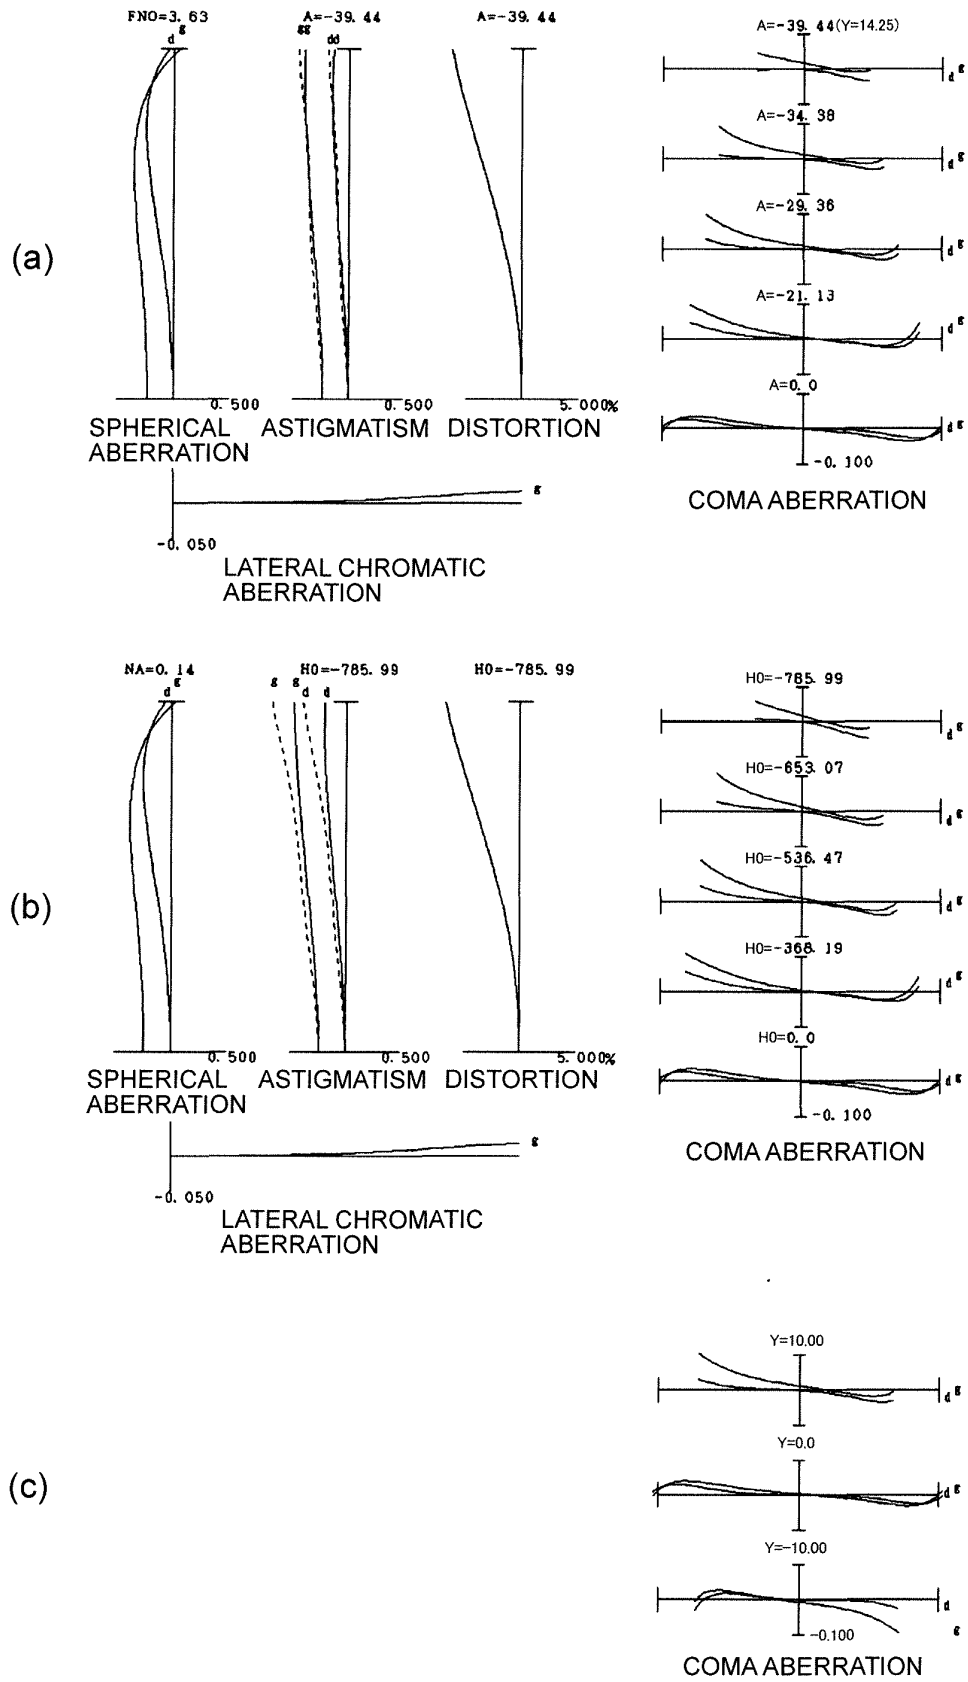 (a)
FNO=3.63
d g
A=-39.44
gg dd
A=-39.44
0.500
0.500
5.000%
SPHERICAL
ABERRATION
ASTIGMATISM
DISTORTION
g
-0.050
LATERAL CHROMATIC
ABERRATION
A=-39.44(Y=14.25)
d g
A=-34.38
d g
A=-29.36
d g
A=-21.13
d g
A=0.0
d g
-0.100
COMA ABERRATION
(b)
NA=0.14
d g
H0=-785.99
g g d d
H0=-785.99
0.500
0.500
5.000%
SPHERICAL
ABERRATION
ASTIGMATISM
DISTORTION
g
-0.050
LATERAL CHROMATIC
ABERRATION
H0=-785.99
d g
H0=-653.07
d g
H0=-536.47
d g
H0=-368.19
d g
H0=0.0
d g
-0.100
COMA ABERRATION
(c)
Y=10.00
d g
Y=0.0
d g
Y=-10.00
d
g
-0.100
COMA ABERRATION